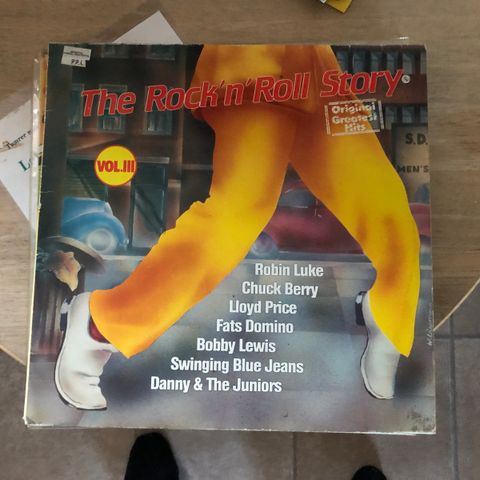 P.P.L
The Rock'n'Roll Story
Original
Greatest
Hits
VOL.III
S.D.
MEN'S
Robin Luke
Chuck Berry
Lloyd Price
Fats Domino
Bobby Lewis
Swinging Blue Jeans
Danny & The Juniors